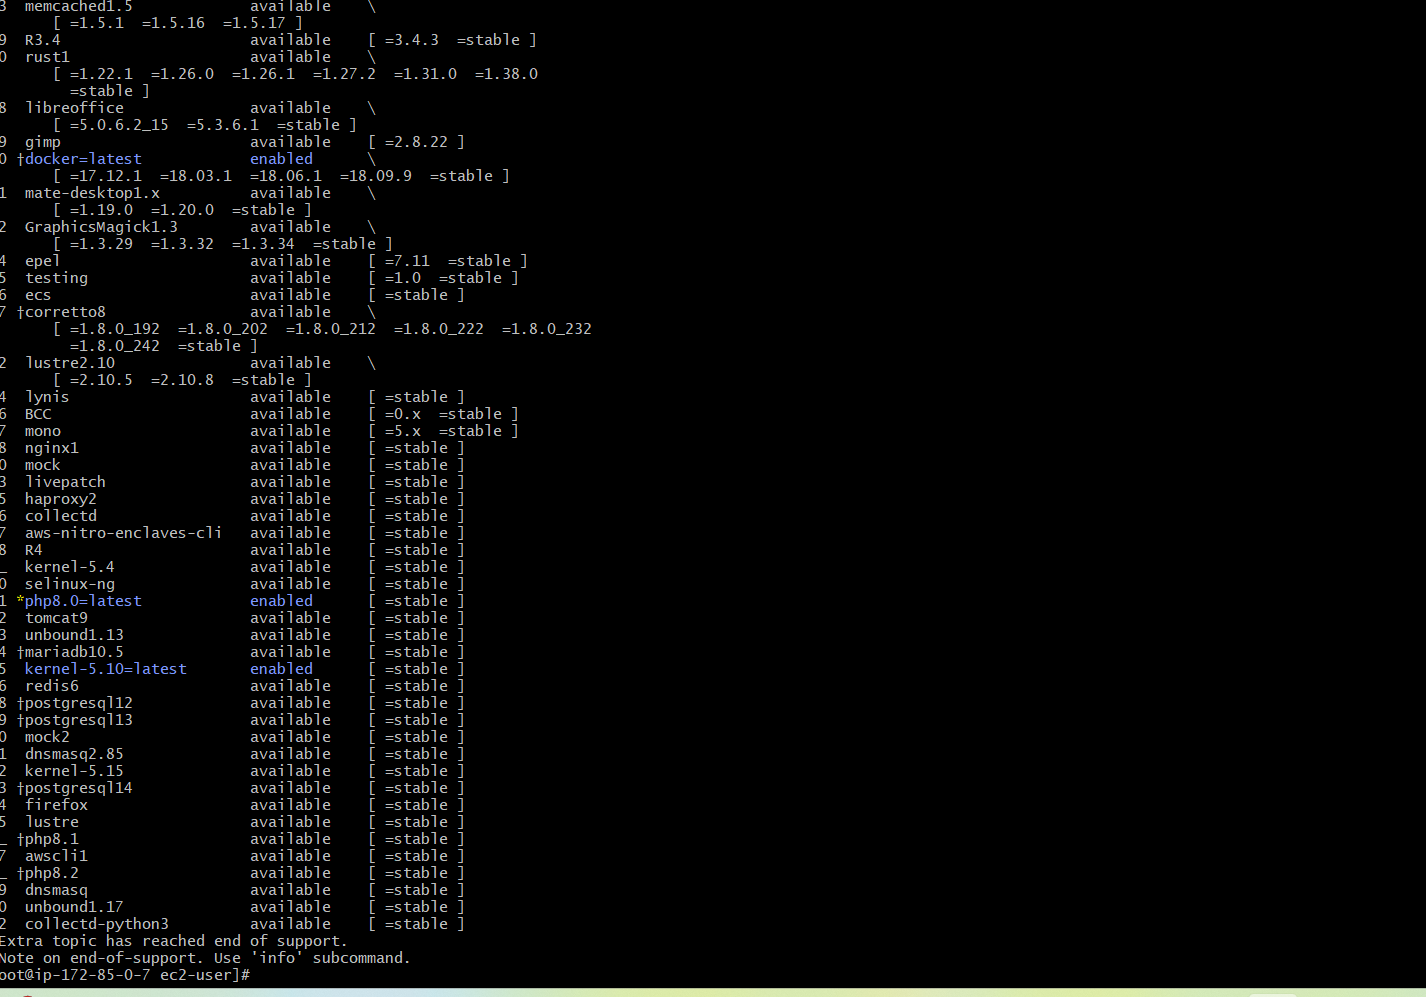 3  memcached1.5             available    \
      [ =1.5.1  =1.5.16  =1.5.17 ]
9  R3.4                     available    [ =3.4.3  =stable ]
0  rust1                    available    \
      [ =1.22.1  =1.26.0  =1.26.1  =1.27.2  =1.31.0  =1.38.0
        =stable ]
8  libreoffice              available    \
      [ =5.0.6.2_15  =5.3.6.1  =stable ]
9  gimp                     available    [ =2.8.22 ]
0 †docker=latest            enabled      \
      [ =17.12.1  =18.03.1  =18.06.1  =18.09.9  =stable ]
1  mate-desktop1.x          available    \
      [ =1.19.0  =1.20.0  =stable ]
2  GraphicsMagick1.3        available    \
      [ =1.3.29  =1.3.32  =1.3.34  =stable ]
4  epel                     available    [ =7.11  =stable ]
5  testing                  available    [ =1.0  =stable ]
6  ecs                      available    [ =stable ]
7 †corretto8                available    \
      [ =1.8.0_192  =1.8.0_202  =1.8.0_212  =1.8.0_222  =1.8.0_232
        =1.8.0_242  =stable ]
2  lustre2.10               available    \
      [ =2.10.5  =2.10.8  =stable ]
4  lynis                    available    [ =stable ]
6  BCC                      available    [ =0.x  =stable ]
7  mono                     available    [ =5.x  =stable ]
8  nginx1                   available    [ =stable ]
0  mock                     available    [ =stable ]
3  livepatch                available    [ =stable ]
5  haproxy2                 available    [ =stable ]
6  collectd                 available    [ =stable ]
7  aws-nitro-enclaves-cli   available    [ =stable ]
8  R4                       available    [ =stable ]
_  kernel-5.4               available    [ =stable ]
0  selinux-ng               available    [ =stable ]
1 *php8.0=latest            enabled      [ =stable ]
2  tomcat9                  available    [ =stable ]
3  unbound1.13              available    [ =stable ]
4 †mariadb10.5              available    [ =stable ]
5  kernel-5.10=latest       enabled      [ =stable ]
6  redis6                   available    [ =stable ]
8 †postgresql12             available    [ =stable ]
9 †postgresql13             available    [ =stable ]
0  mock2                    available    [ =stable ]
1  dnsmasq2.85              available    [ =stable ]
2  kernel-5.15              available    [ =stable ]
3 †postgresql14             available    [ =stable ]
4  firefox                  available    [ =stable ]
5  lustre                   available    [ =stable ]
_ †php8.1                   available    [ =stable ]
7  awscli1                  available    [ =stable ]
_ †php8.2                   available    [ =stable ]
9  dnsmasq                  available    [ =stable ]
0  unbound1.17              available    [ =stable ]
2  collectd-python3         available    [ =stable ]
Extra topic has reached end of support.
Note on end-of-support. Use 'info' subcommand.
oot@ip-172-85-0-7 ec2-user]#